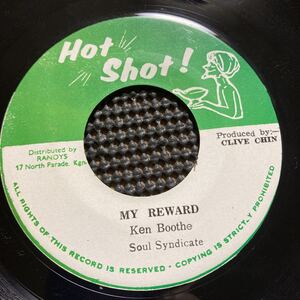 Hot Shot!
Distributed by
RANDYS
17 North Parade. Kgn
Produced by:-
CLIVE CHIN
MY REWARD
Ken Boothe
Soul Syndicate
ALL RIGHTS OF THIS RECORD IS RESERVED - COPYING IS STRICT-Y PROHIBITED